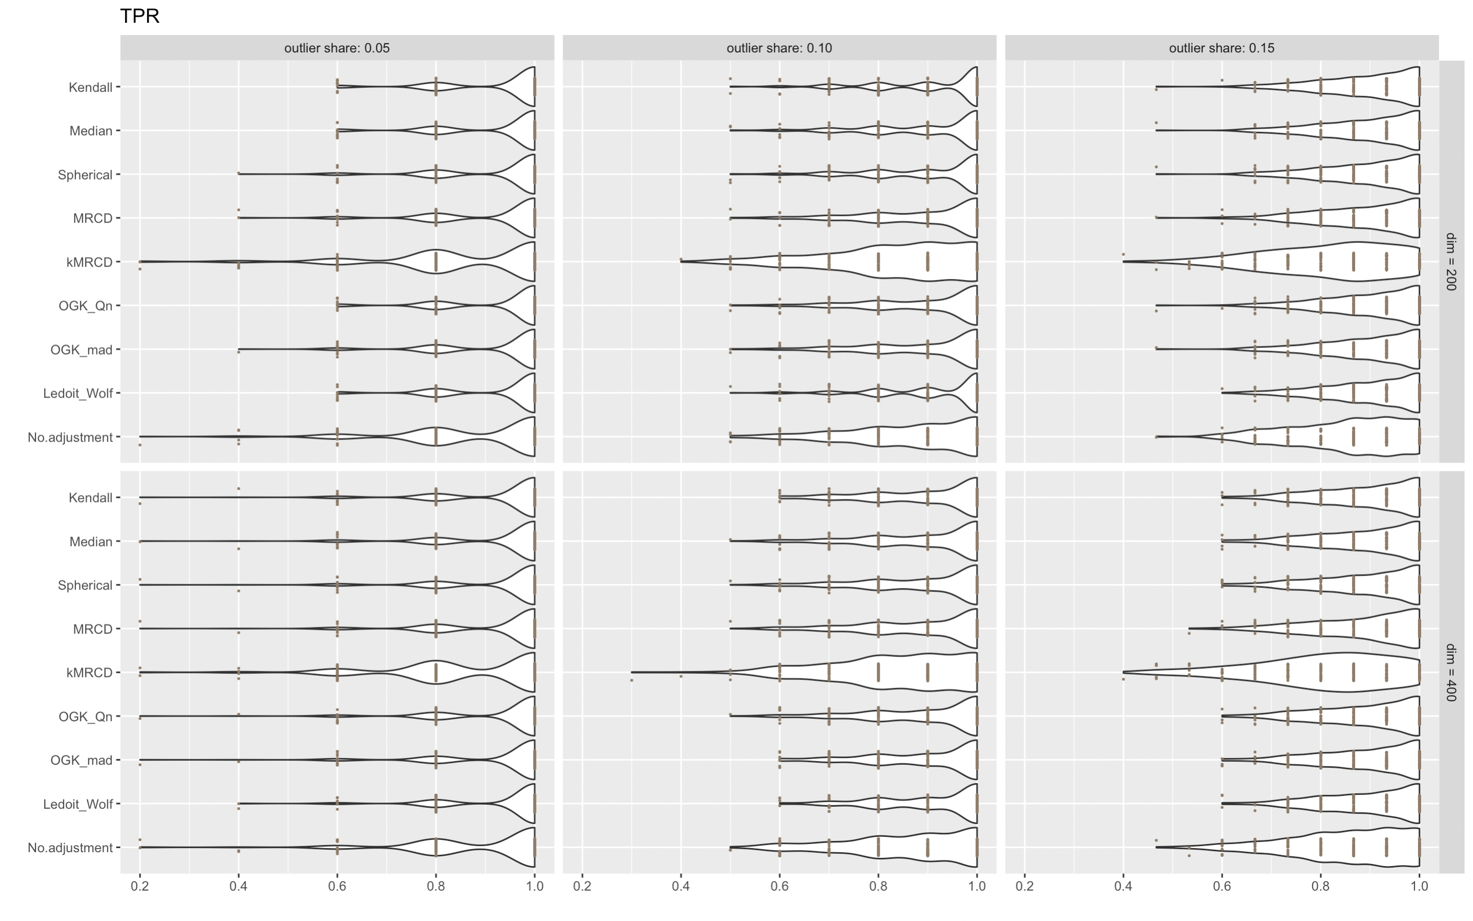 TPR
outlier share: 0.05
outlier share: 0.10
outlier share: 0.15
Kendall
Median
Spherical
MRCD
kMRCD
OGK_Qn
OGK_mad
Ledoit_Wolf
No.adjustment
dim = 200
Kendall
Median
Spherical
MRCD
kMRCD
OGK_Qn
OGK_mad
Ledoit_Wolf
No.adjustment
dim = 400
0.2 0.4 0.6 0.8 1.0
0.2 0.4 0.6 0.8 1.0
0.2 0.4 0.6 0.8 1.0